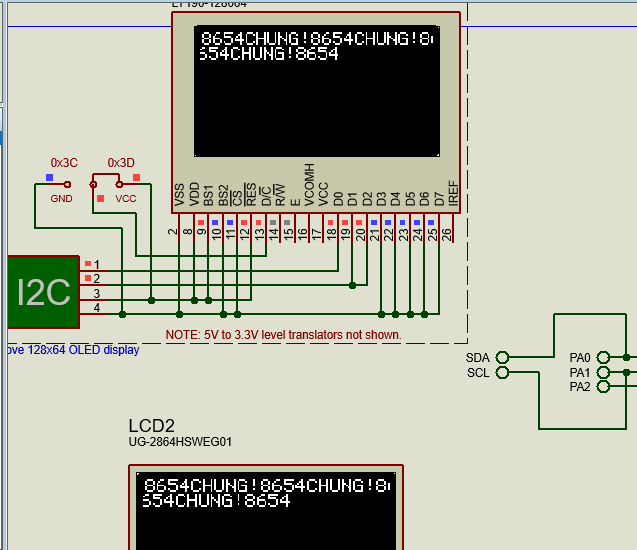 8654CHUNG!8654CHUNG!8
654CHUNG!8654
0x3C
0x3D
GND
VCC
VSS
VDD
BS1
BS2
CS
RES
D/C
R/W
E
VCOMH
VCC
D0
D1
D2
D3
D4
D5
D6
D7
IREF
2
8
9
10
11
12
13
14
15
16
17
18
19
20
21
22
23
24
25
26
I2C
1
2
3
4
NOTE: 5V to 3.3V level translators not shown.
ove 128x64 OLED display
SDA
SCL
PA0
PA1
PA2
LCD2
UG-2864HSWEG01
8654CHUNG!8654CHUNG!8
654CHUNG!8654